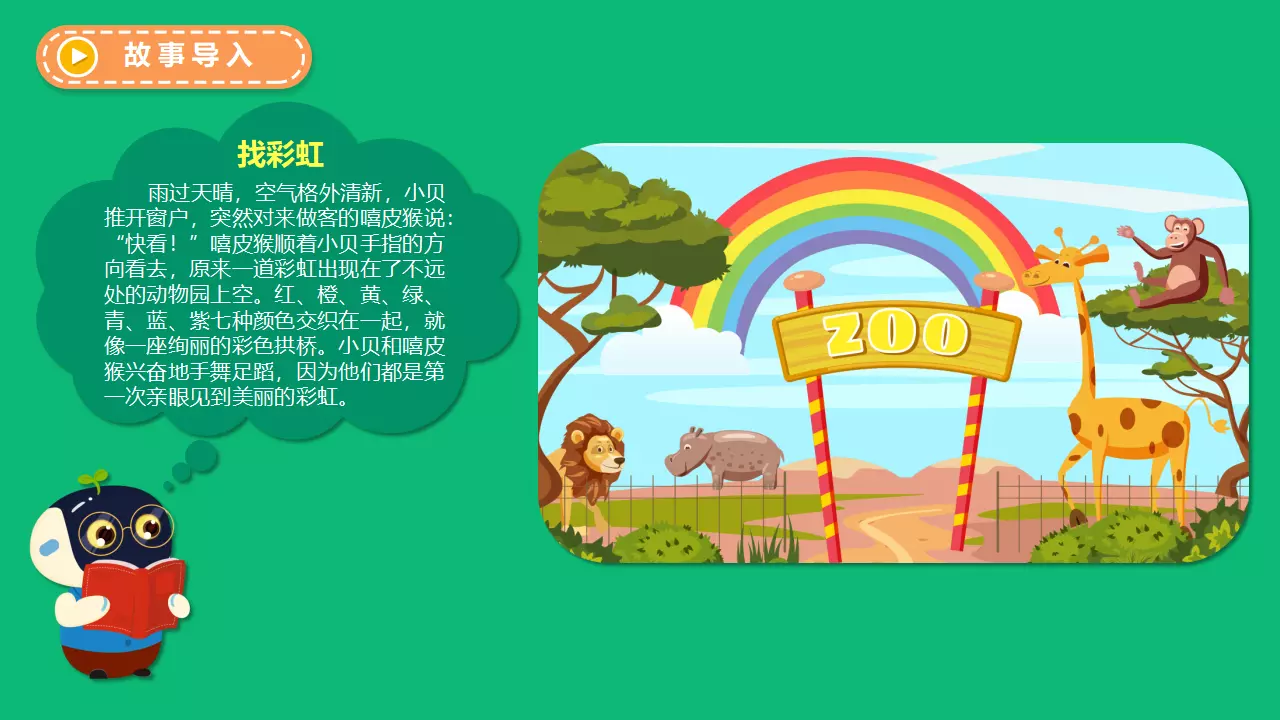 故事导入
找彩虹
雨过天晴，空气格外清新，小贝
推开窗户，突然对来做客的嘻皮猴说：
“快看！”嘻皮猴顺着小贝手指的方
向看去，原来一道彩虹出现在了不远
处的动物园上空。红、橙、黄、绿、
青、蓝、紫七种颜色交织在一起，就
像一座绚丽的彩色拱桥。小贝和嘻皮
猴兴奋地手舞足蹈，因为他们都是第
一次亲眼见到美丽的彩虹。
ZOO